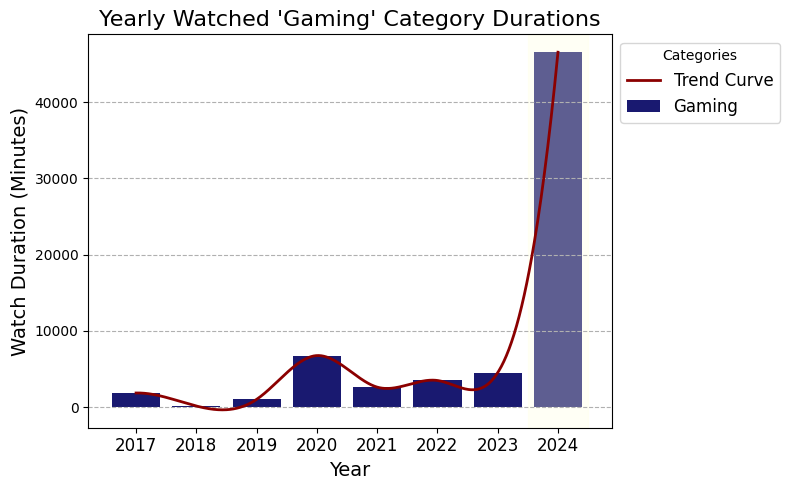 Yearly Watched 'Gaming' Category Durations
Watch Duration (Minutes)
40000
30000
20000
10000
0
2017 2018 2019 2020 2021 2022 2023 2024
Year
Categories
Trend Curve
Gaming